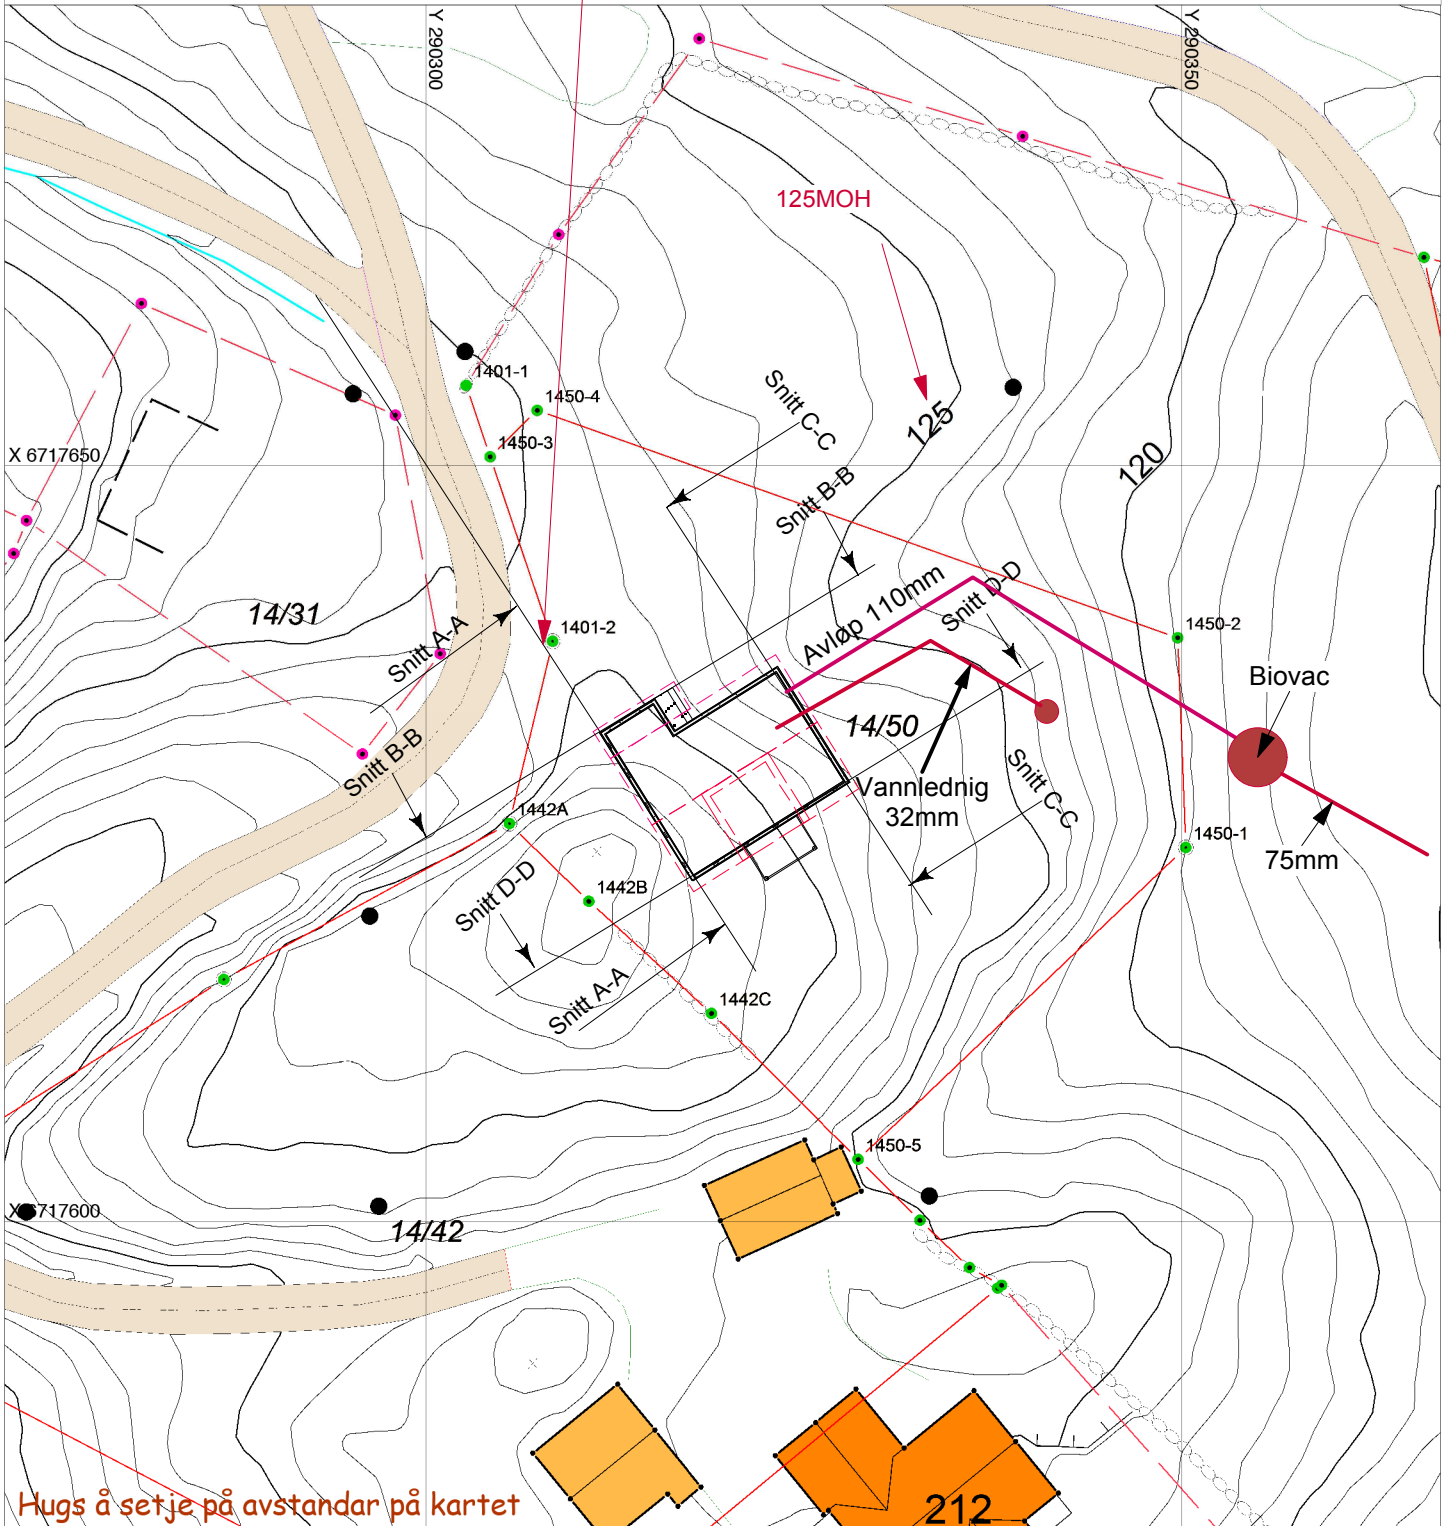 Y 290300
Y 290350
125MOH
1401-1
1450-4
Snitt C-C
125
1450-3
X 6717650
120
Snitt B-B
Avløp 110mm
Snitt D-D
14/31
1401-2
1450-2
Snitt A-A
Biovac
14/50
Snitt B-B
Snitt C-C
Vannlednig
32mm
1442A
1450-1
75mm
1442B
Snitt D-D
Snitt A-A
1442C
1450-5
X 6717600
14/42
Hugs å setje på avstandar på kartet
212